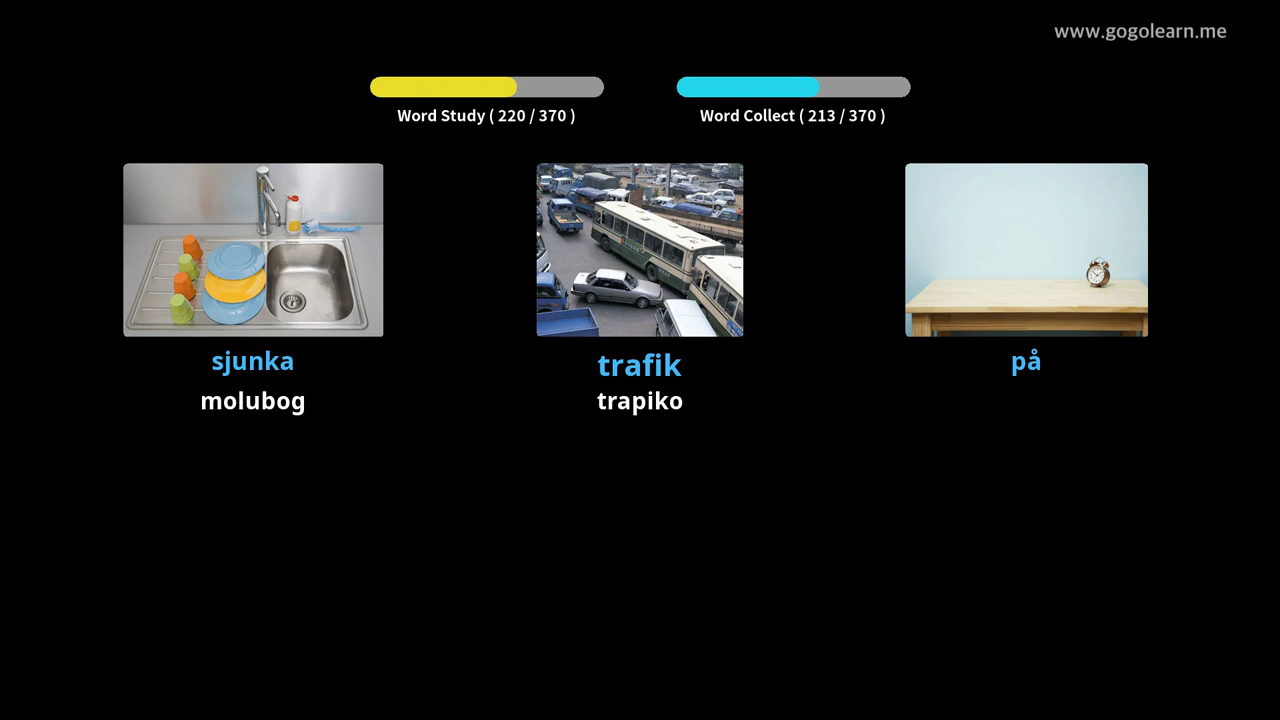 www.gogolearn.me
Word Study ( 220 / 370 )
Word Collect ( 213 / 370 )
sjunka
molubog
trafik
trapiko
på